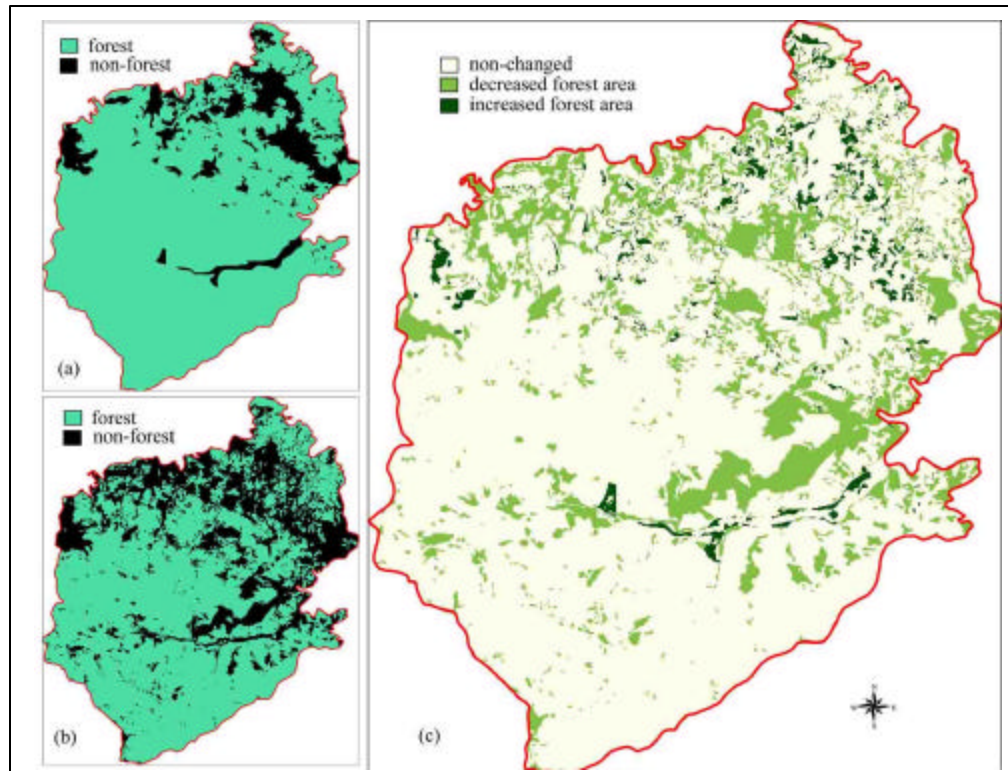 forest
non-forest
(a)
forest
non-forest
(b)
non-changed
decreased forest area
increased forest area
(c)